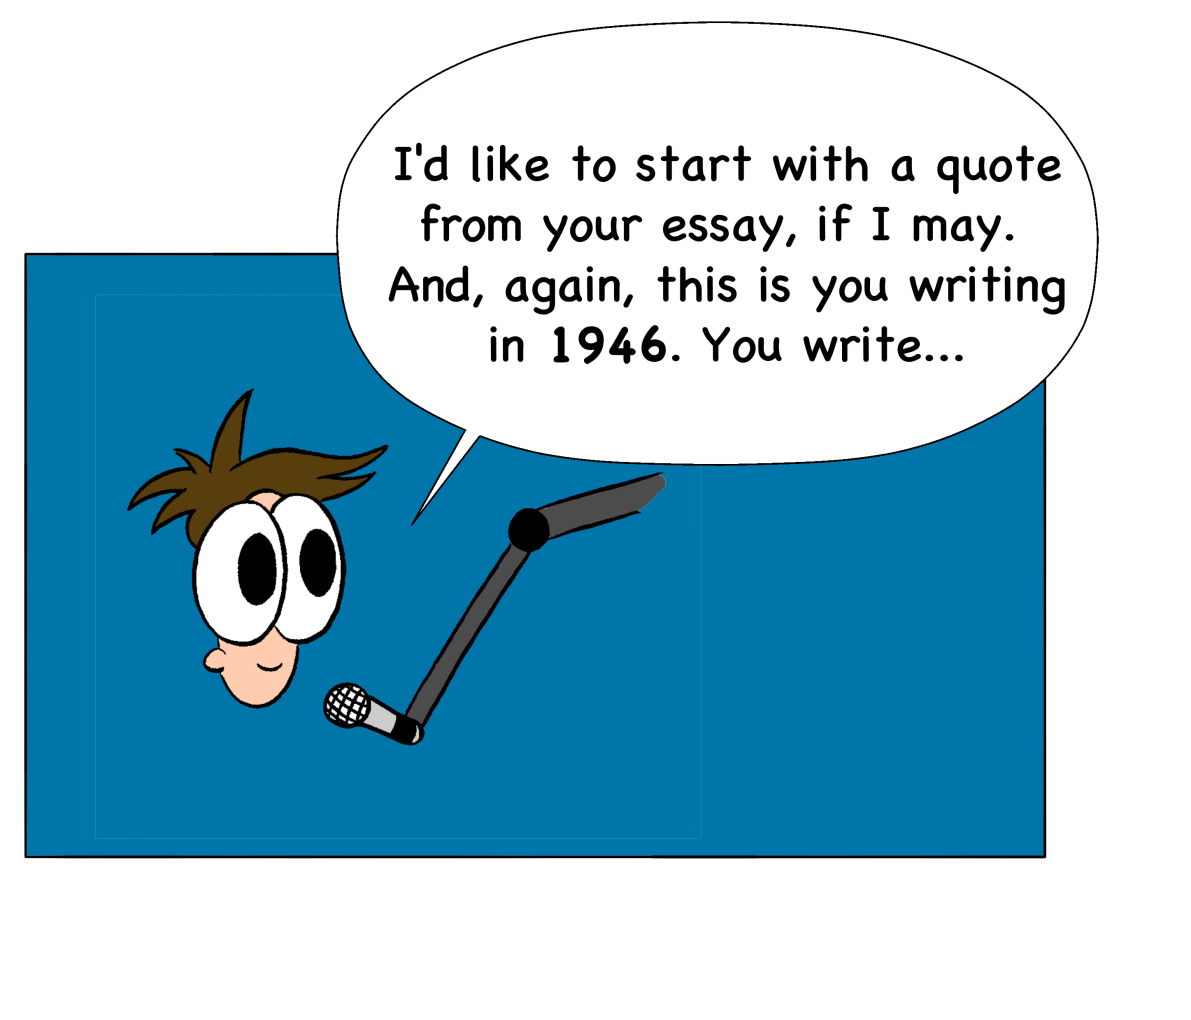 I'd like to start with a quote
from your essay, if I may.
And, again, this is you writing
in 1946. You write...